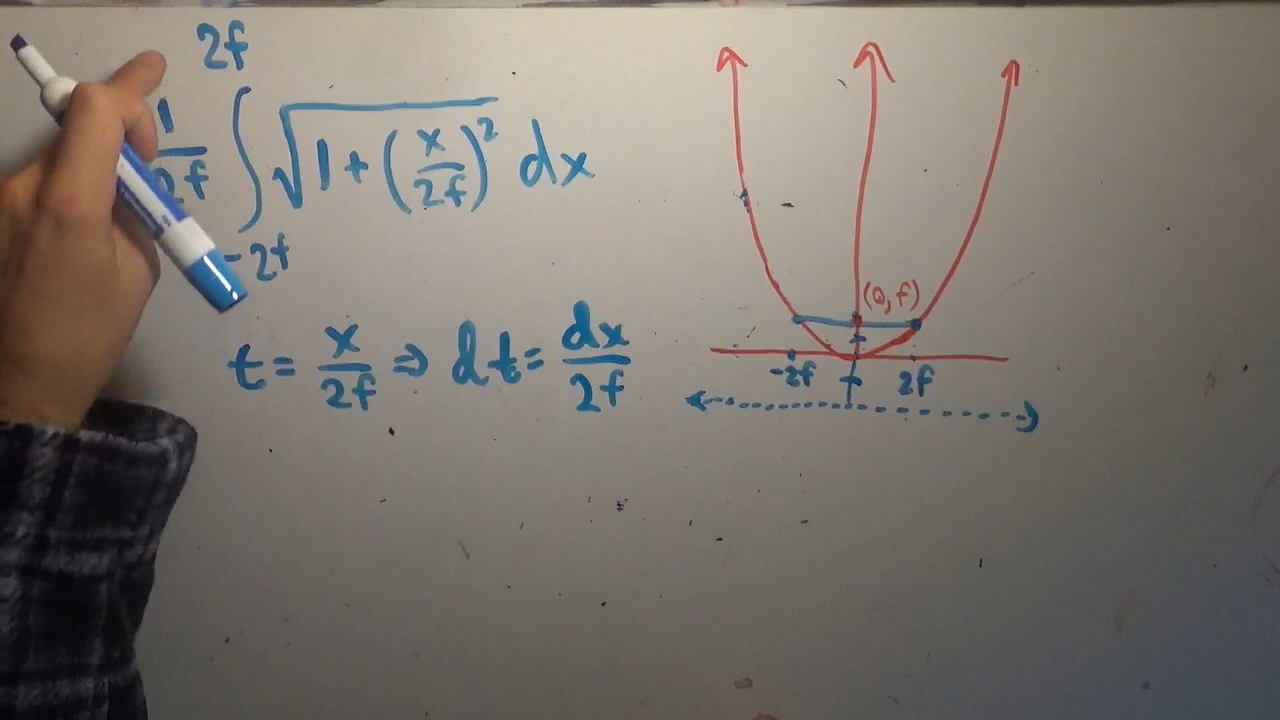 2f
1/2f ∫ √1+(x/2f)² dx
-2f
t = x/2f ⇒ dt = dx/2f
(0, f)
-2f 2f